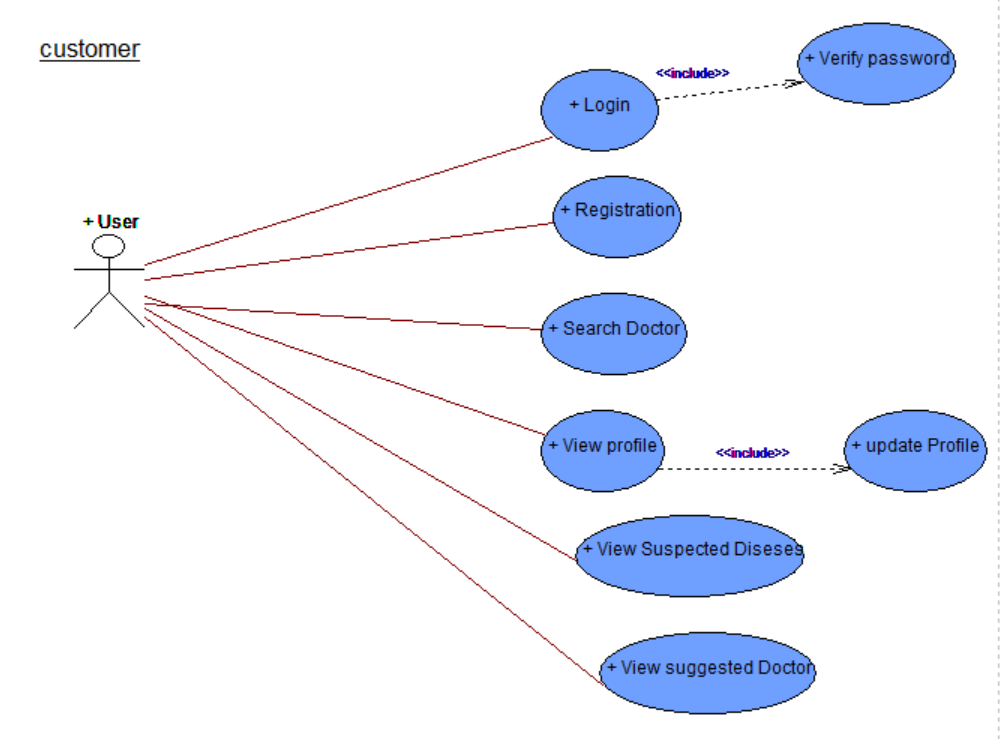 customer
+ Verify password
<<include>>
+ Login
+ Registration
+ User
+ Search Doctor
+ View profile
<<include>>
+ update Profile
+ View Suspected Diseses
+ View suggested Doctor